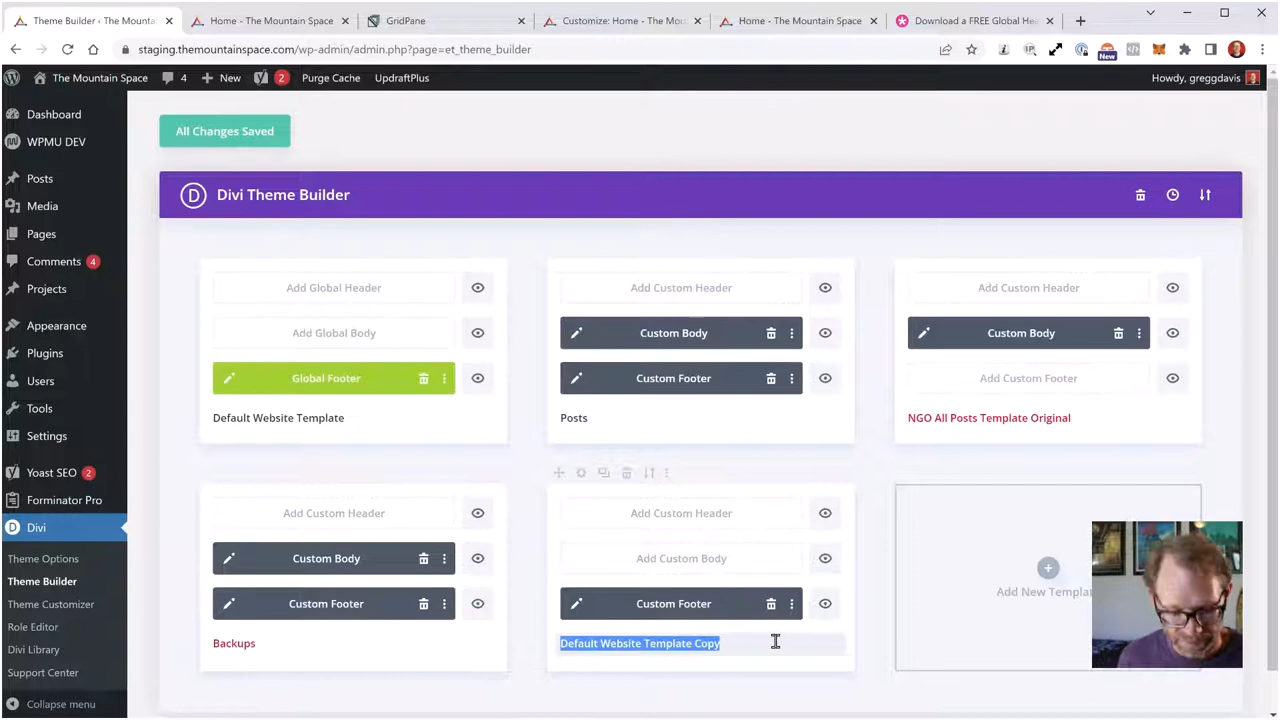 Theme Builder ‹ The Mountain
Home - The Mountain Space
GridPane
Customize: Home - The Mou
Home - The Mountain Space
Download a FREE Global He
staging.themountainspace.com/wp-admin/admin.php?page=et_theme_builder
New
The Mountain Space
4
New
2
Purge Cache
UpdraftPlus
Howdy, greggdavis
Dashboard
WPMU DEV
Posts
Media
Pages
Comments 4
Projects
Appearance
Plugins
Users
Tools
Settings
Yoast SEO 2
Forminator Pro
Divi
Theme Options
Theme Builder
Theme Customizer
Role Editor
Divi Library
Support Center
Collapse menu
All Changes Saved
D Divi Theme Builder
Add Global Header
Add Global Body
Global Footer
Default Website Template
Add Custom Header
Custom Body
Custom Footer
Posts
Add Custom Header
Custom Body
Add Custom Footer
NGO All Posts Template Original
Add Custom Header
Custom Body
Custom Footer
Backups
Add Custom Header
Add Custom Body
Custom Footer
Default Website Template Copy
Add New Templa